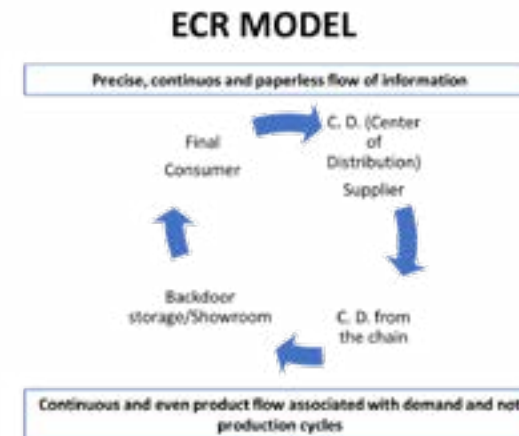 ECR MODEL
Precise, continuos and paperless flow of information
Final
Consumer
C. D. (Center
of
Distribution)
Supplier
Backdoor
storage/Showroom
C. D. from
the chain
Continuous and even product flow associated with demand and not
production cycles